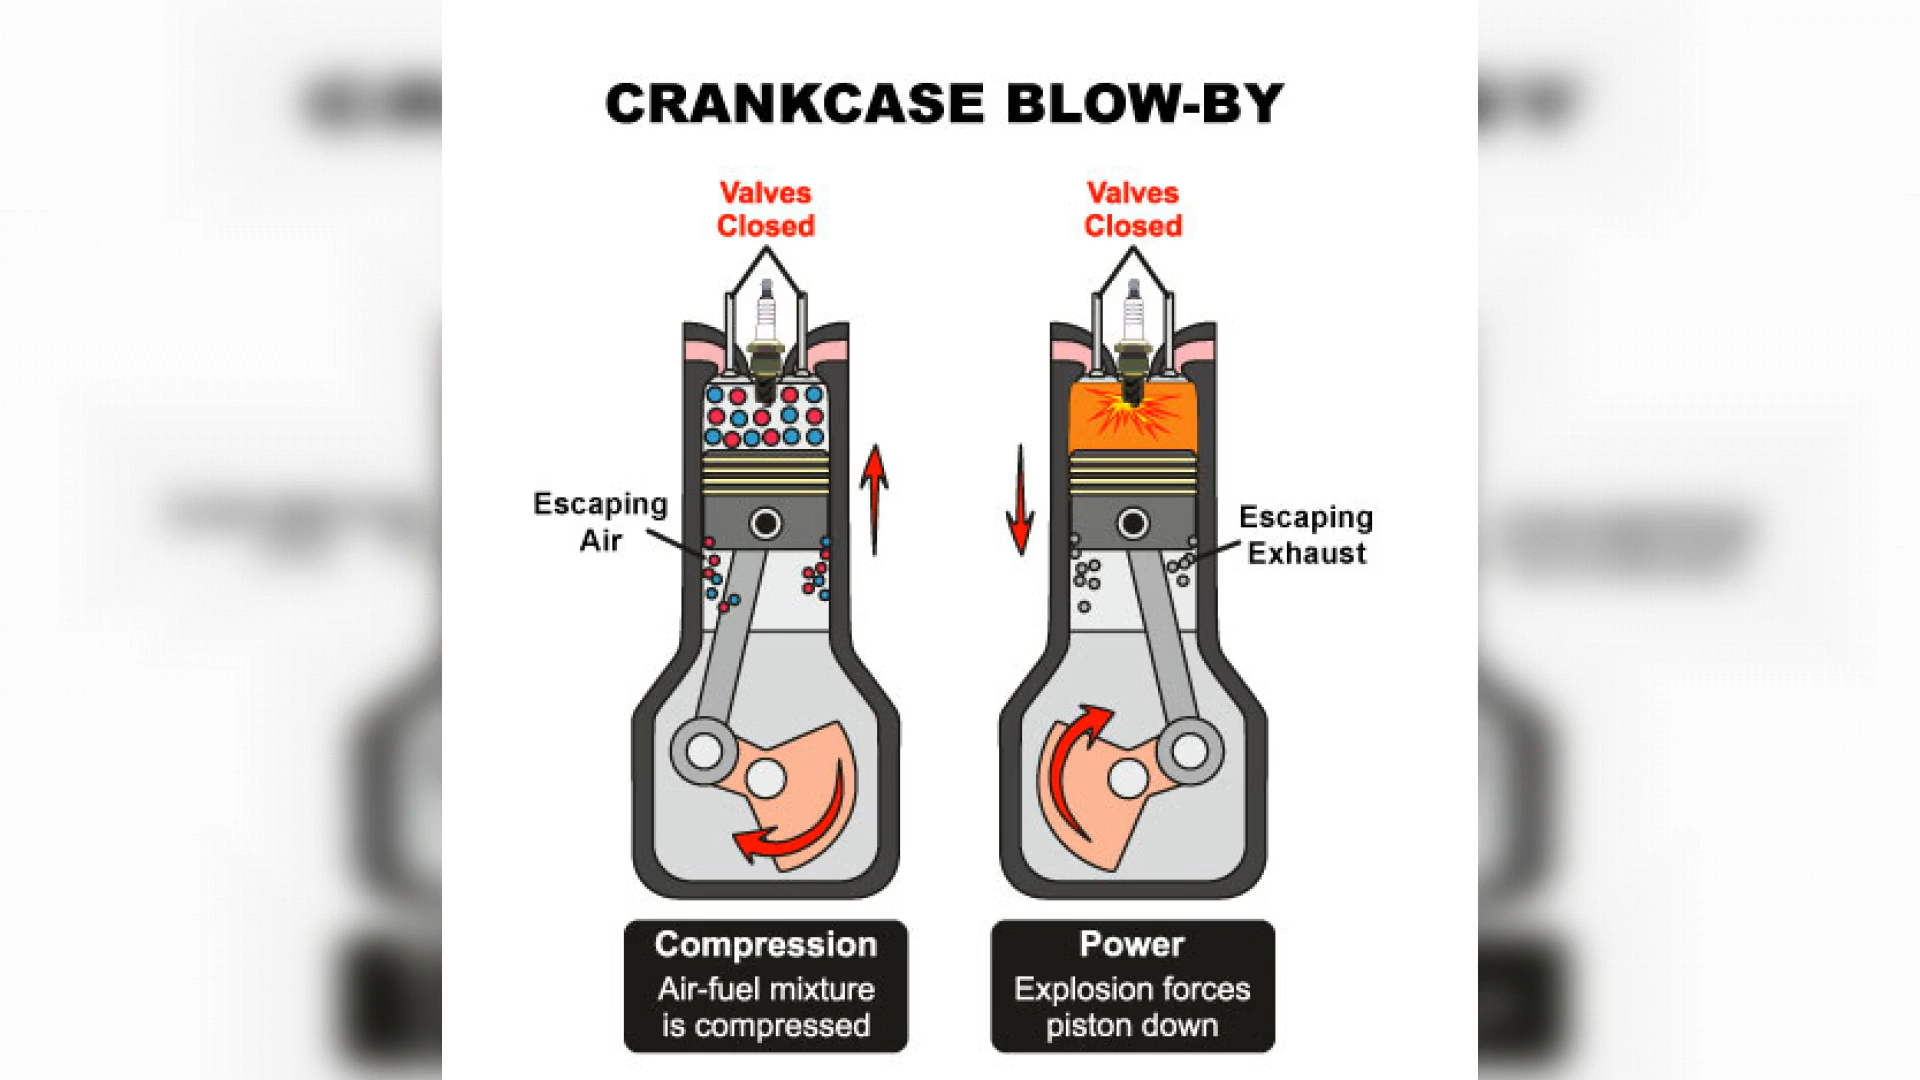 CRANKCASE BLOW-BY
Valves
Closed
Valves
Closed
Escaping
Air
Escaping
Exhaust
Compression
Air-fuel mixture
is compressed
Power
Explosion forces
piston down